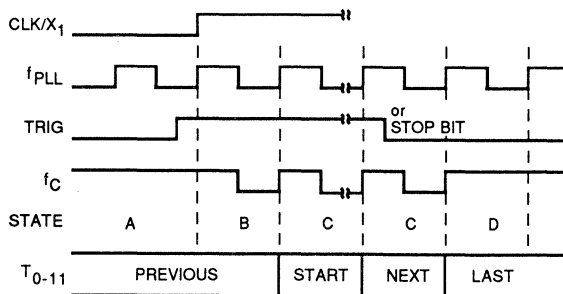 CLK/X1
fPLL
TRIG
or
STOP BIT
fC
STATE A B C C D
T0-11 PREVIOUS START NEXT LAST